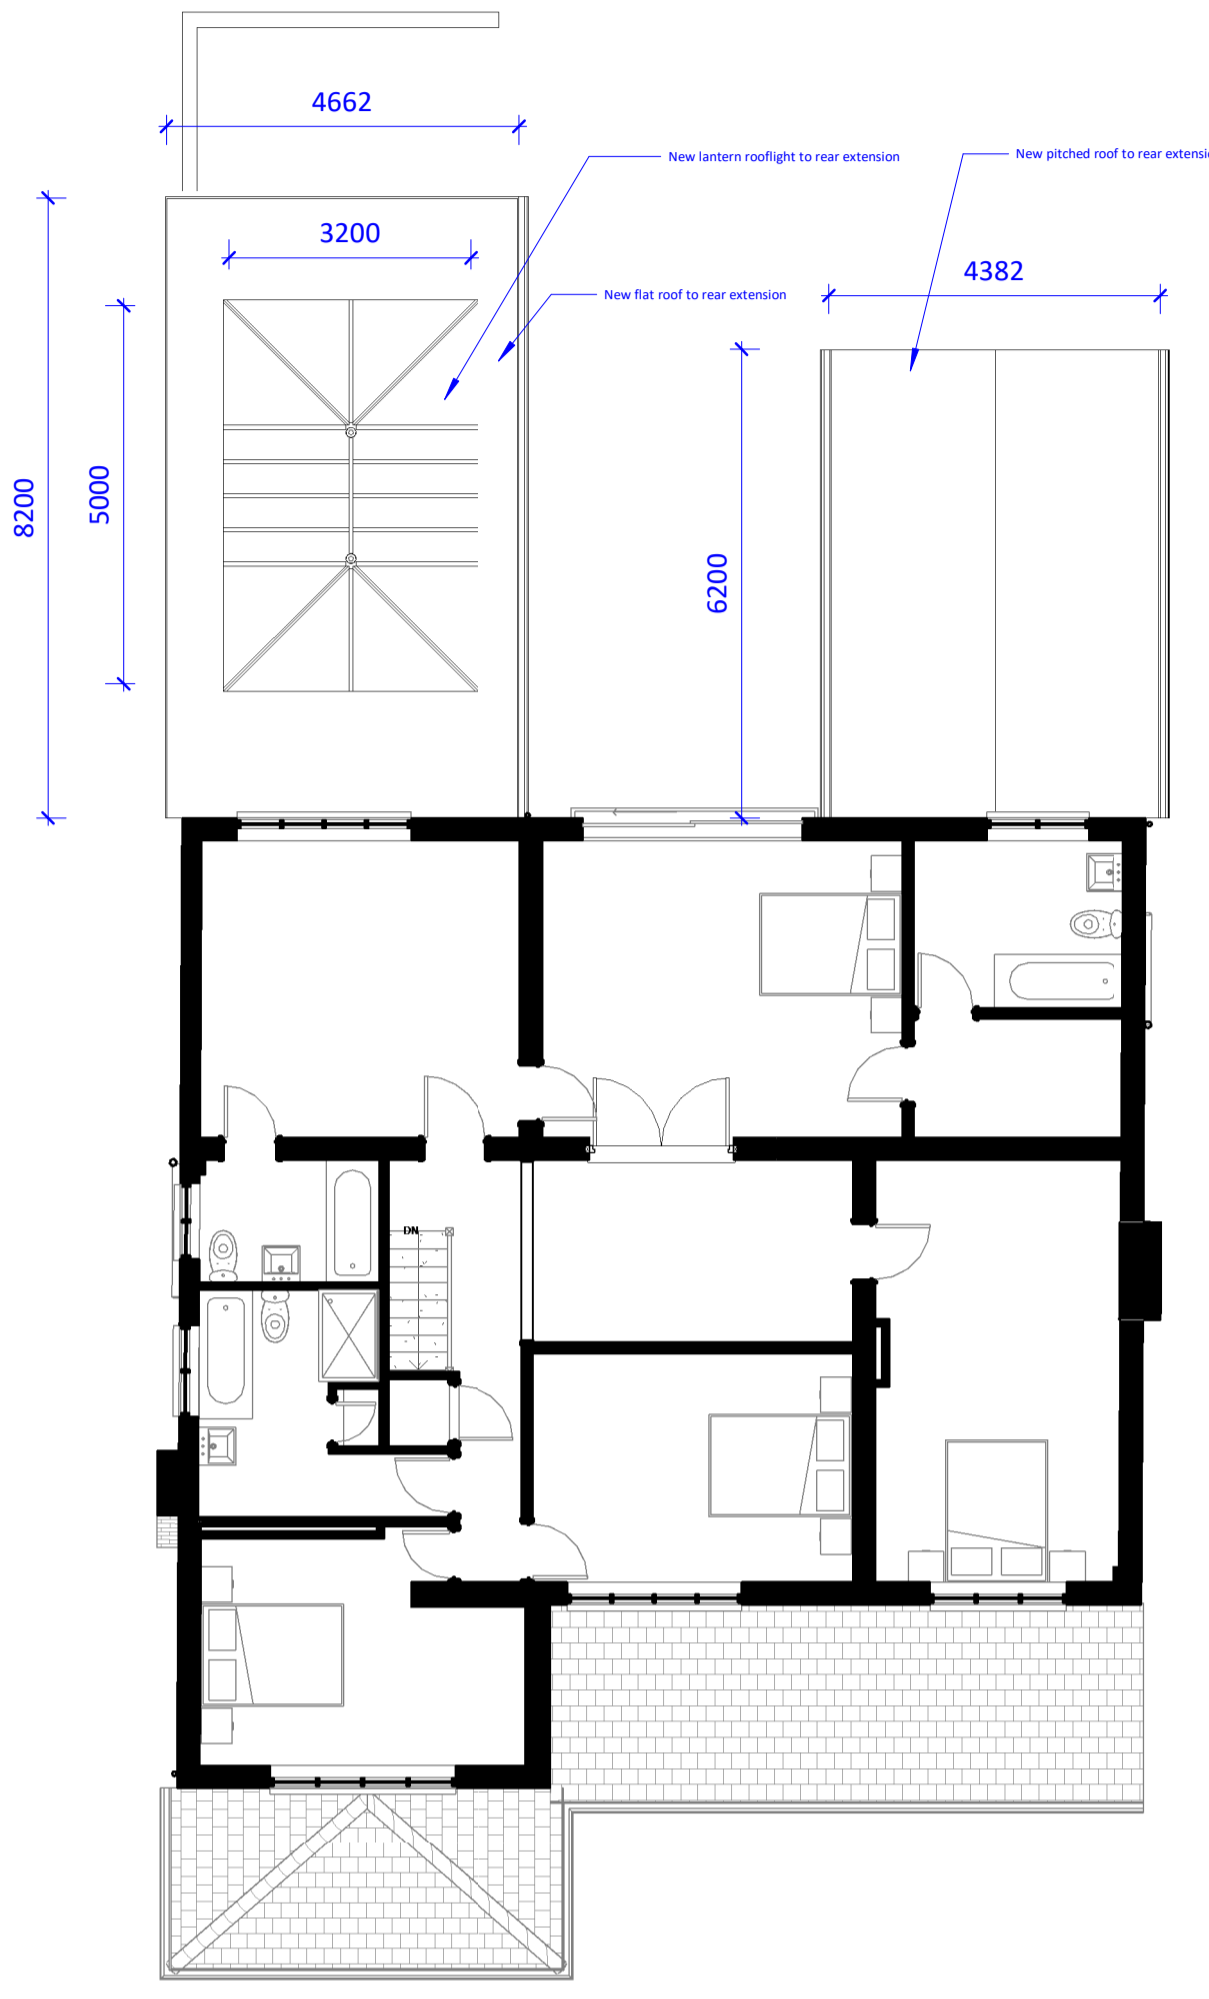 4662
New lantern rooflight to rear extension
New pitched roof to rear extensi
3200
4382
New flat roof to rear extension
8200
5000
6200
DN